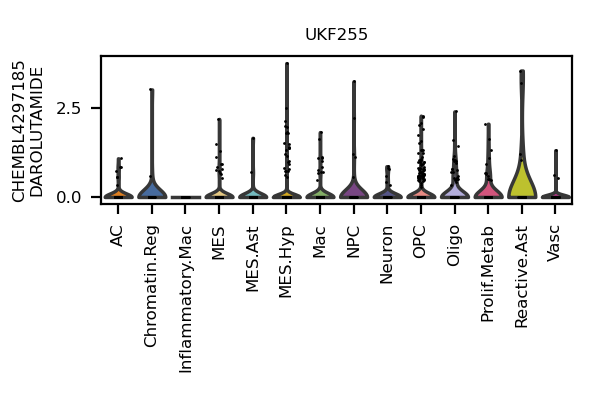 UKF255
CHEMBL4297185
DAROLUTAMIDE
2.5
0.0
AC
Chromatin.Reg
Inflammatory.Mac
MES
MES.Ast
MES.Hyp
Mac
NPC
Neuron
OPC
Oligo
Prolif.Metab
Reactive.Ast
Vasc